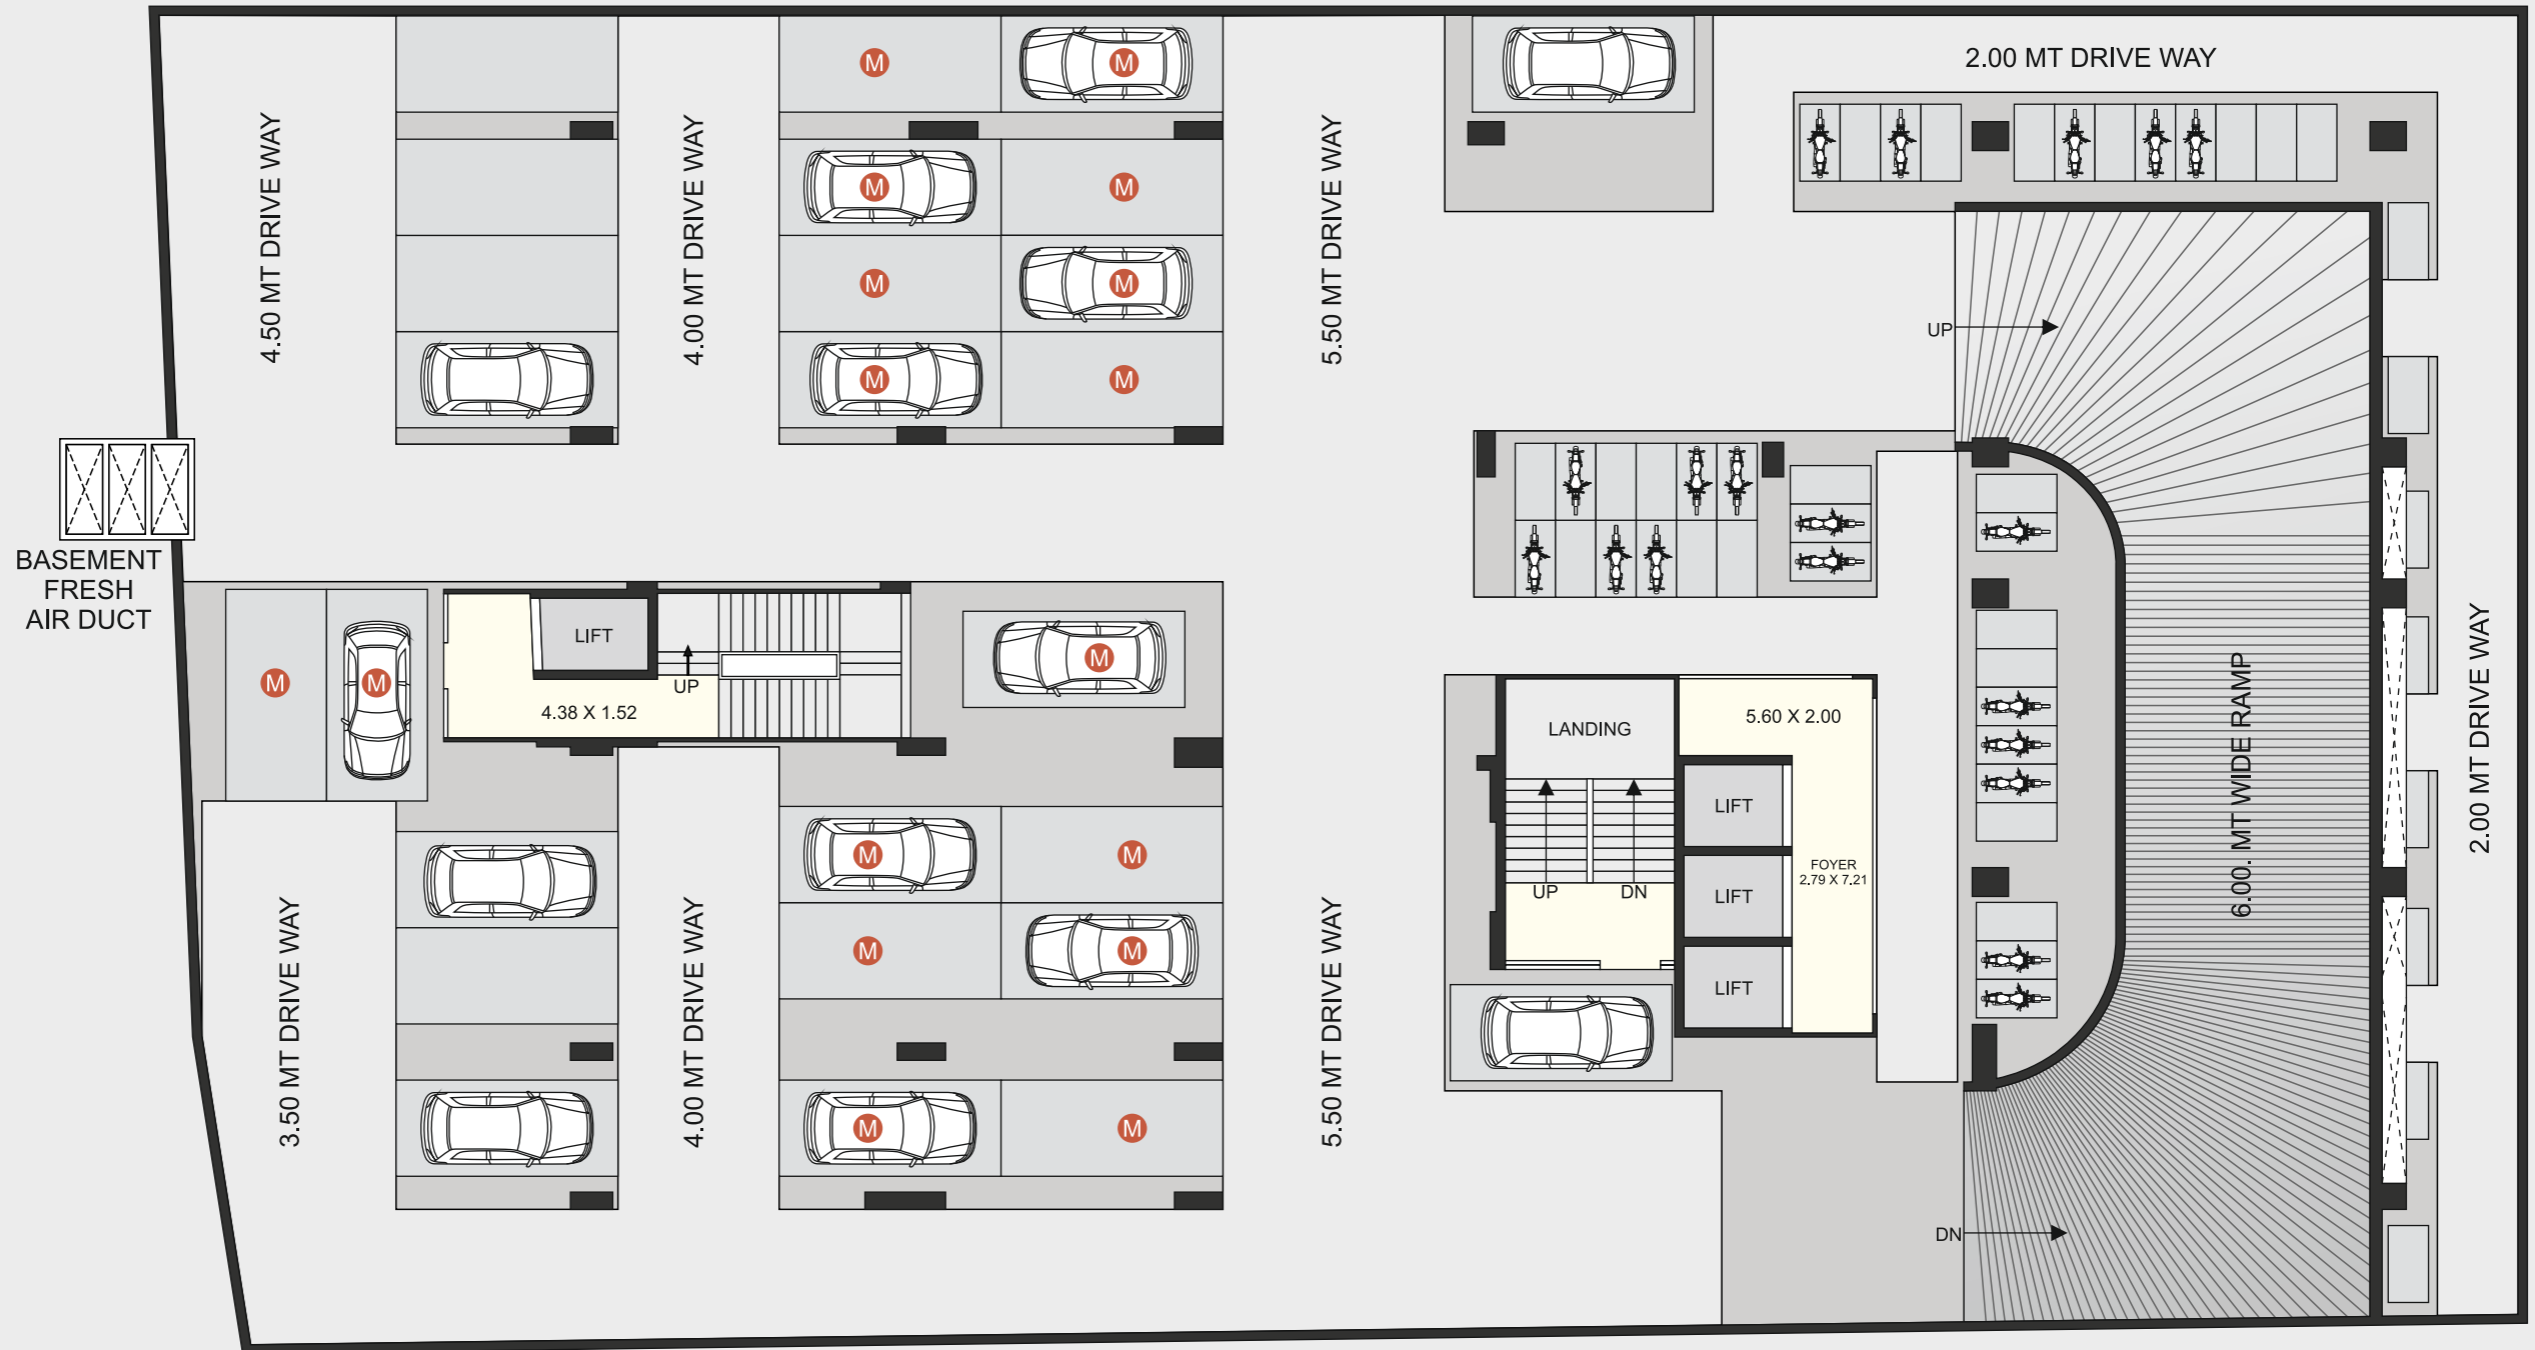 M
M
2.00 MT DRIVE WAY
4.50 MT DRIVE WAY
4.00 MT DRIVE WAY
5.50 MT DRIVE WAY
M
M
M
M
UP
M
M
BASEMENT
FRESH
AIR DUCT
LIFT
M
M
M
UP
4.38 X 1.52
LANDING
5.60 X 2.00
2.00 MT DRIVE WAY
6.00. MT WIDE RAMP
LIFT
M
M
FOYER
2.79 X 7.21
UP
DN
LIFT
M
M
3.50 MT DRIVE WAY
4.00 MT DRIVE WAY
5.50 MT DRIVE WAY
LIFT
M
M
DN